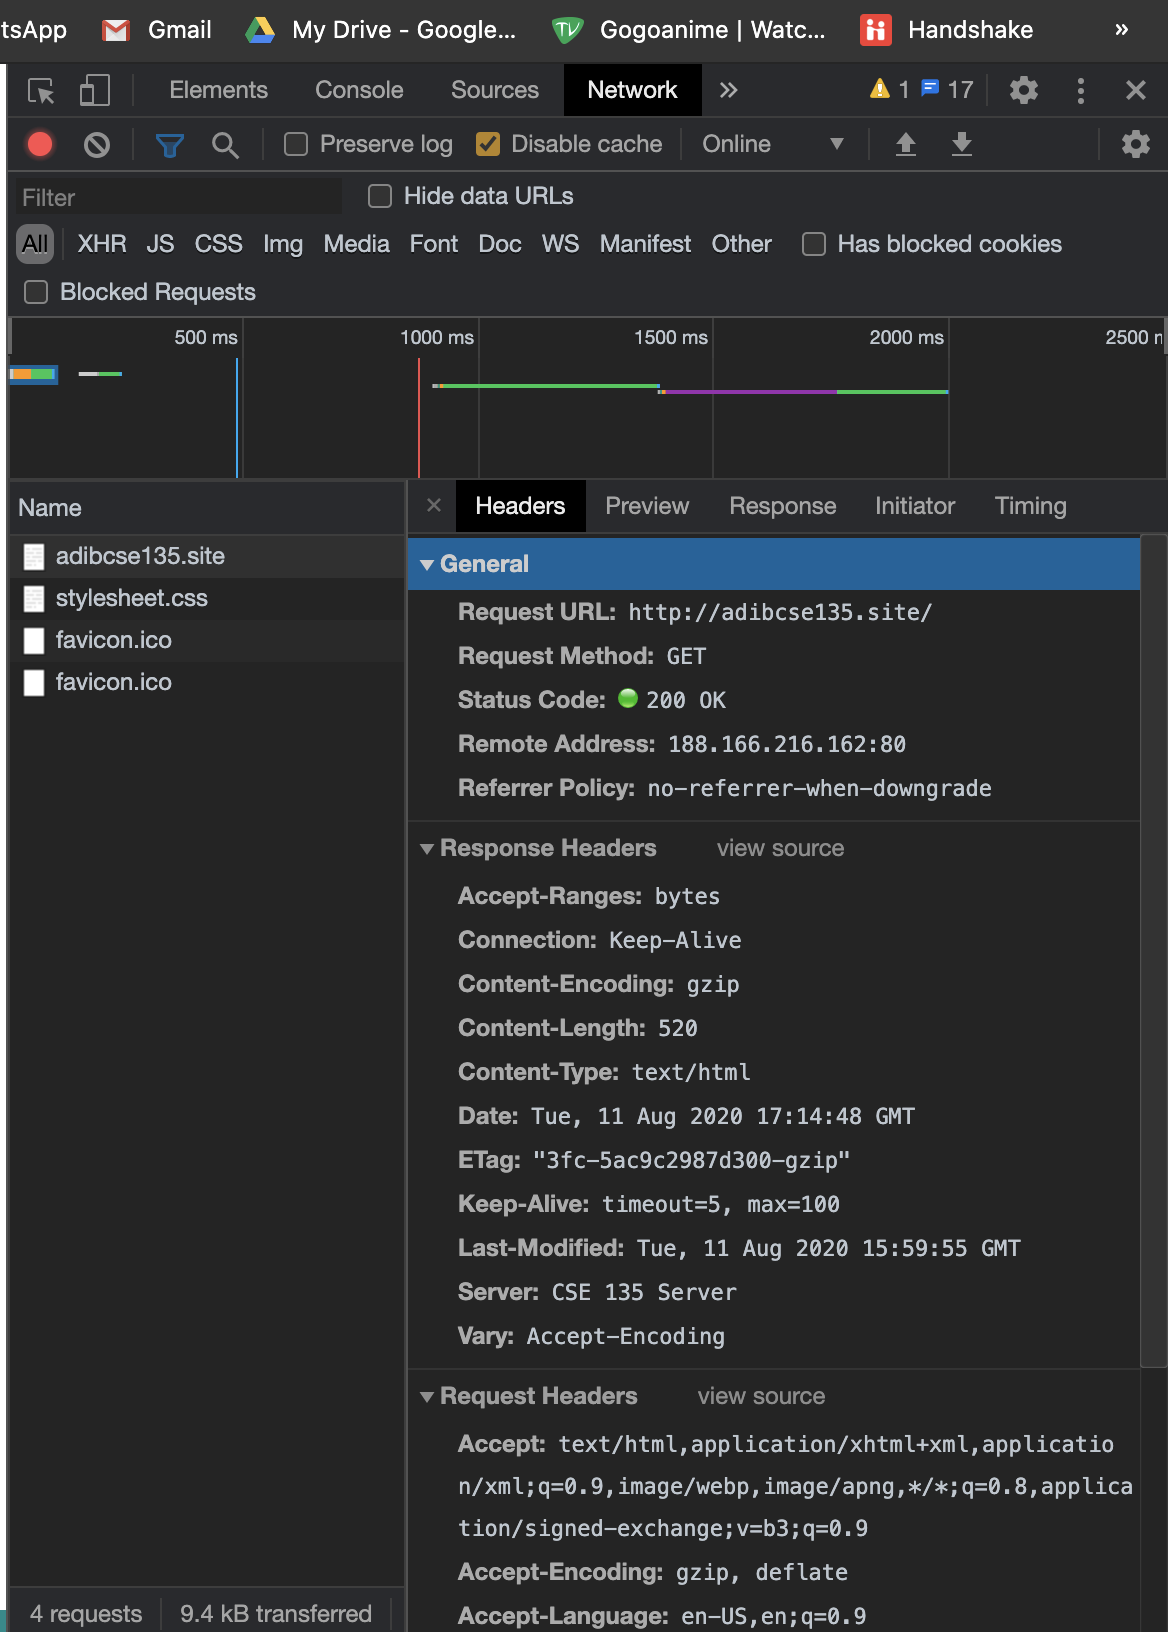 tsApp Gmail My Drive - Google... Gogoanime | Watc... Handshake »
Elements Console Sources Network » 1 17
Preserve log Disable cache Online
Filter Hide data URLs
All XHR JS CSS Img Media Font Doc WS Manifest Other Has blocked cookies
Blocked Requests
500 ms 1000 ms 1500 ms 2000 ms 2500 m
Name
adibcse135.site
stylesheet.css
favicon.ico
favicon.ico
4 requests 9.4 kB transferred
Headers Preview Response Initiator Timing
General
Request URL: http://adibcse135.site/
Request Method: GET
Status Code: 200 OK
Remote Address: 188.166.216.162:80
Referrer Policy: no-referrer-when-downgrade
Response Headers view source
Accept-Ranges: bytes
Connection: Keep-Alive
Content-Encoding: gzip
Content-Length: 520
Content-Type: text/html
Date: Tue, 11 Aug 2020 17:14:48 GMT
ETag: "3fc-5ac9c2987d300-gzip"
Keep-Alive: timeout=5, max=100
Last-Modified: Tue, 11 Aug 2020 15:59:55 GMT
Server: CSE 135 Server
Vary: Accept-Encoding
Request Headers view source
Accept: text/html,application/xhtml+xml,applicatio
n/xml;q=0.9,image/webp,image/apng,*/*;q=0.8,applica
tion/signed-exchange;v=b3;q=0.9
Accept-Encoding: gzip, deflate
Accept-Language: en-US,en;q=0.9